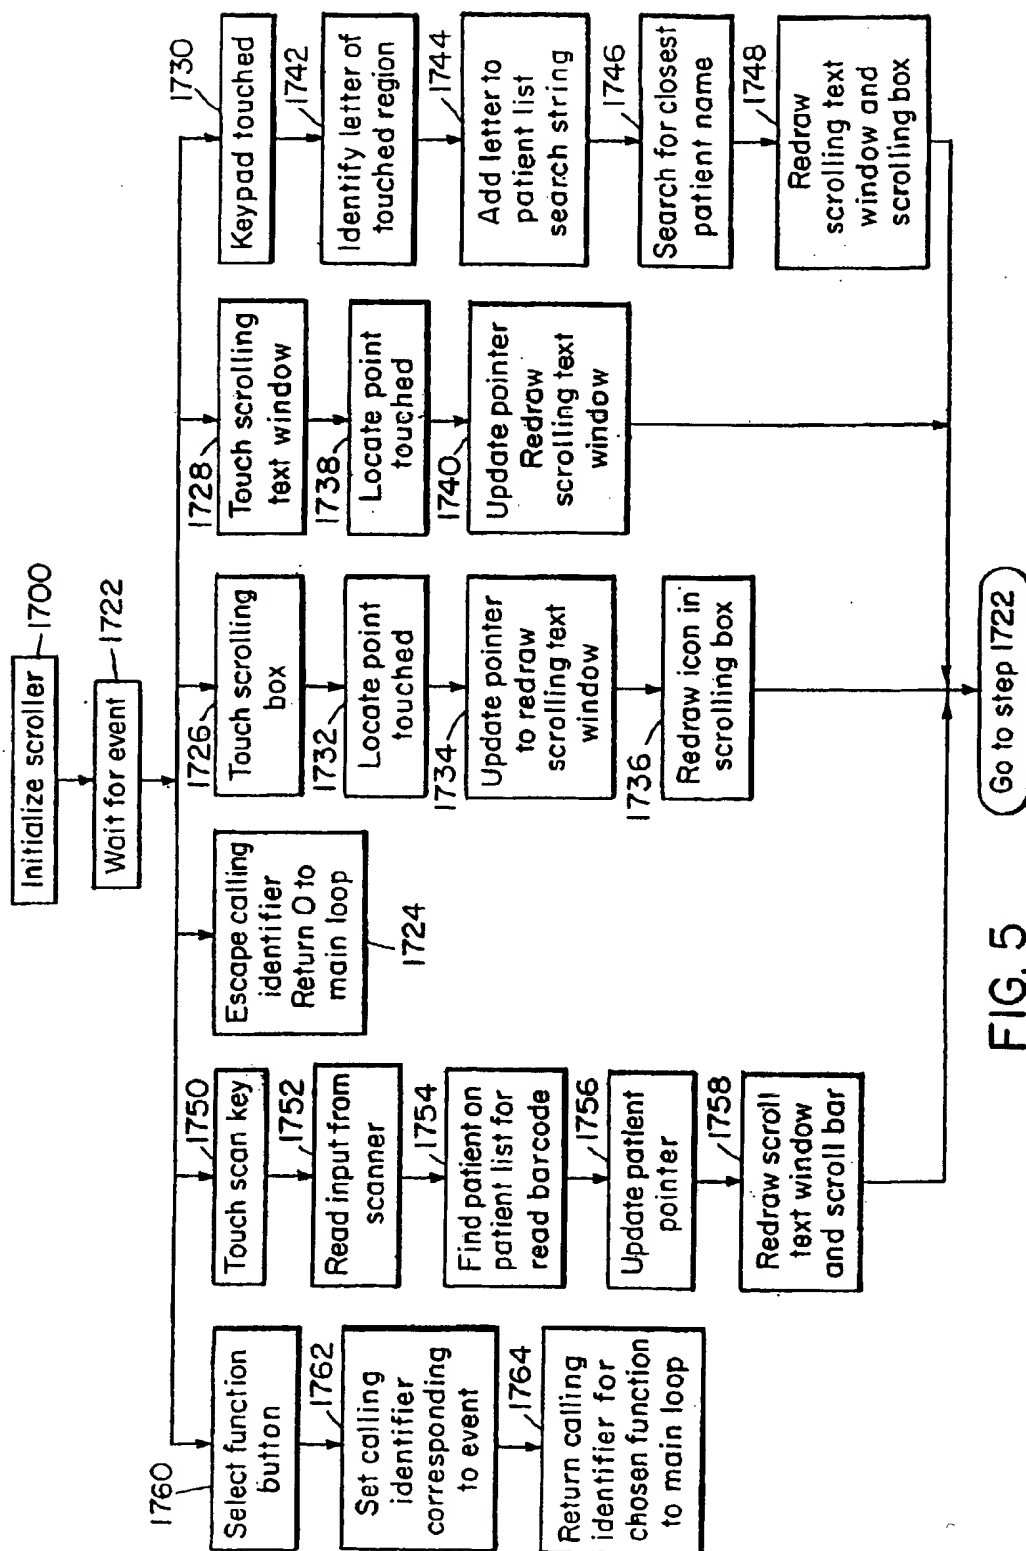 Initialize scroller
1700
Wait for event
1722
1760
Select function
button
1762
Set calling
identifier
corresponding
to event
1764
Return calling
identifier for
chosen function
to main loop
1750
Touch scan key
1752
Read input from
scanner
1754
Find patient on
patient list for
read barcode
1756
Update patient
pointer
1758
Redraw scroll
text window
and scroll bar
Escape calling
identifier
Return 0 to
main loop
1724
1726
Touch scrolling
box
1732
Locate point
touched
1734
Update pointer
to redraw
scrolling text
window
1736
Redraw icon in
scrolling box
1728
Touch scrolling
text window
1738
Locate point
touched
1740
Update pointer
Redraw
scrolling text
window
1730
Keypad touched
1742
Identify letter of
touched region
1744
Add letter to
patient list
search string
1746
Search for closest
patient name
1748
Redraw
scrolling text
window and
scrolling box
Go to step 1722
FIG. 5